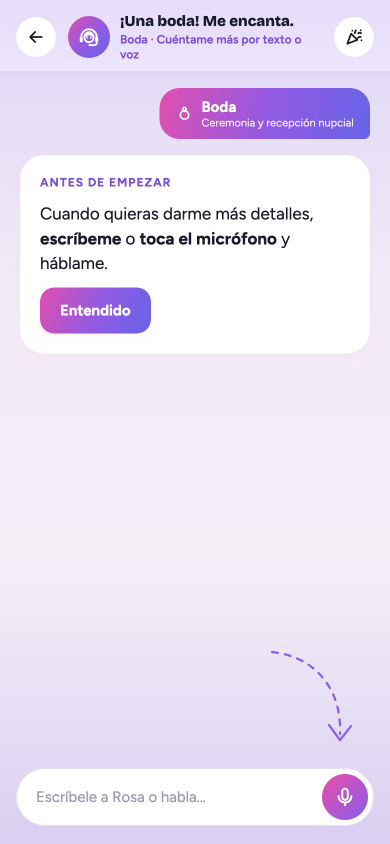 ¡Una boda! Me encanta.
Boda · Cuéntame más por texto o
voz
Boda
Ceremonia y recepción nupcial
ANTES DE EMPEZAR
Cuando quieras darme más detalles,
escríbeme o toca el micrófono y
háblame.
Entendido
Escríbele a Rosa o habla...